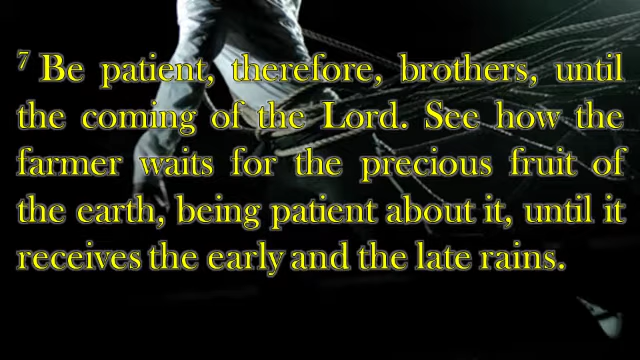 7 Be patient, therefore, brothers, until
the coming of the Lord. See how the
farmer waits for the precious fruit of
the earth, being patient about it, until it
receives the early and the late rains.